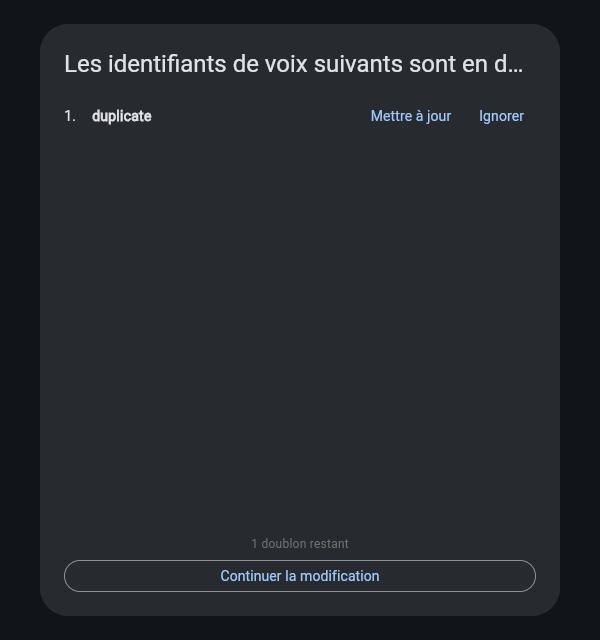 Les identifiants de voix suivants sont en d…
1. duplicate Mettre à jour Ignorer
1 doublon restant
Continuer la modification